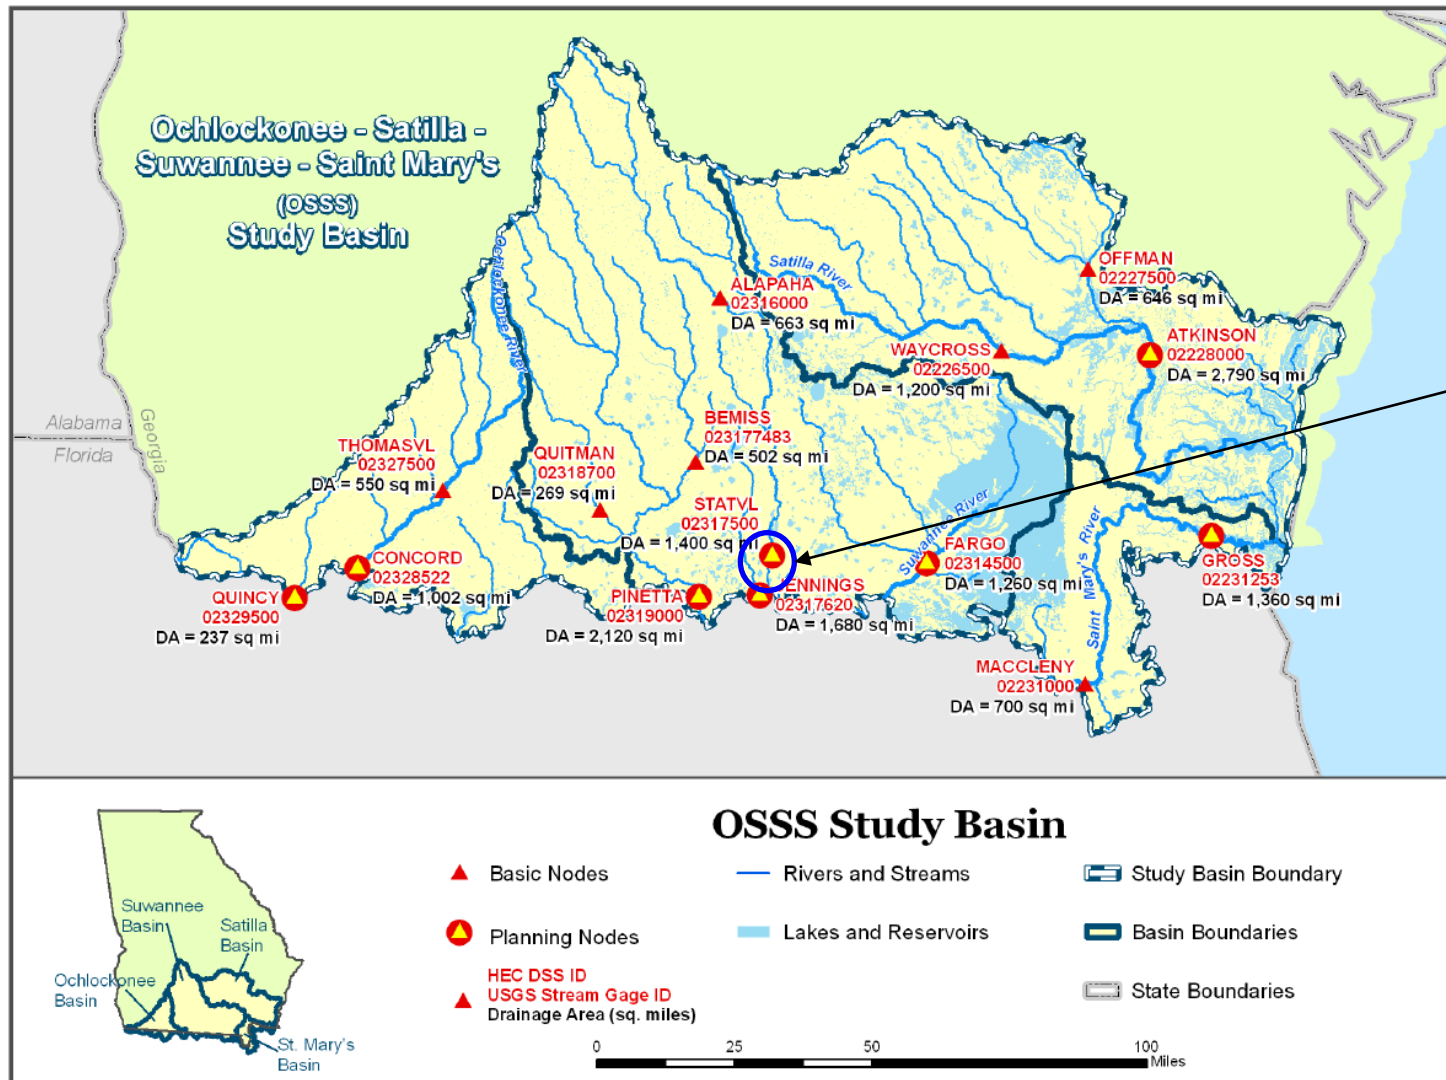 Ochlockonee - Satilla -
Suwannee - Saint Mary's
(OSSS)
Study Basin
Ochlockonee River
Satilla River
ALAPAHA
02316000
DA = 663 sq mi
OFFMAN
02227500
DA = 646 sq mi
WAYCROSS
02226500
DA = 1,200 sq mi
ATKINSON
02228000
DA = 2,790 sq mi
Alabama
Georgia
Florida
THOMASVL
02327500
DA = 550 sq mi
QUITMAN
02318700
DA = 269 sq mi
BEMISS
023177483
DA = 502 sq mi
STATVL
02317500
DA = 1,400 sq mi
Suwannee River
FARGO
02314500
DA = 1,260 sq mi
Saint Mary's River
GROSS
02231253
DA = 1,360 sq mi
CONCORD
02328522
DA = 1,002 sq mi
QUINCY
02329500
DA = 237 sq mi
PINETTA
02319000
DA = 2,120 sq mi
JENNINGS
02317620
DA = 1,680 sq mi
MACCLENY
02231000
DA = 700 sq mi
OSSS Study Basin
Suwannee
Basin
Satilla
Basin
Ochlockonee
Basin
St. Mary's
Basin
Basic Nodes
Planning Nodes
HEC DSS ID
USGS Stream Gage ID
Drainage Area (sq. miles)
Rivers and Streams
Lakes and Reservoirs
Study Basin Boundary
Basin Boundaries
State Boundaries
0 25 50 100
Miles